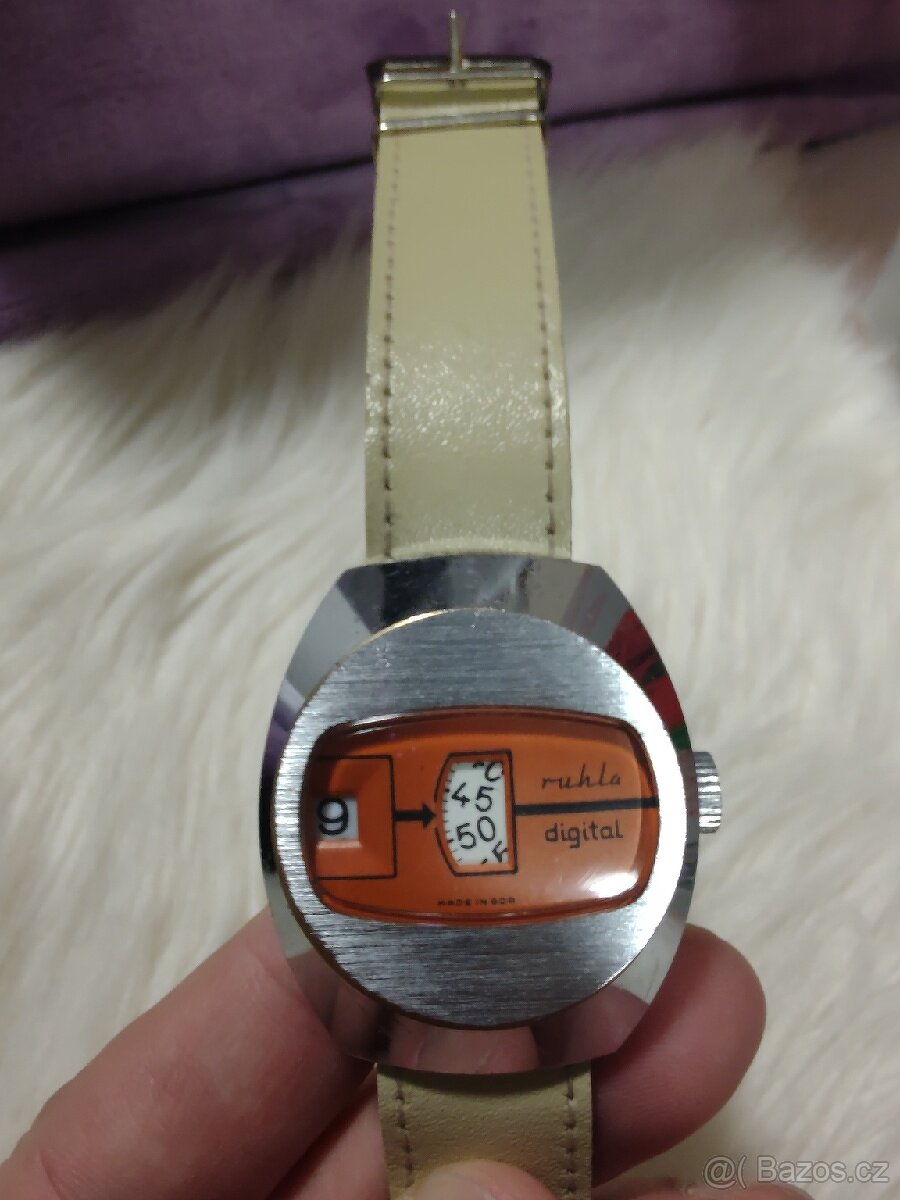 45
9
50
ruhla
digital
MADE IN GDR
@( Bazos.cz